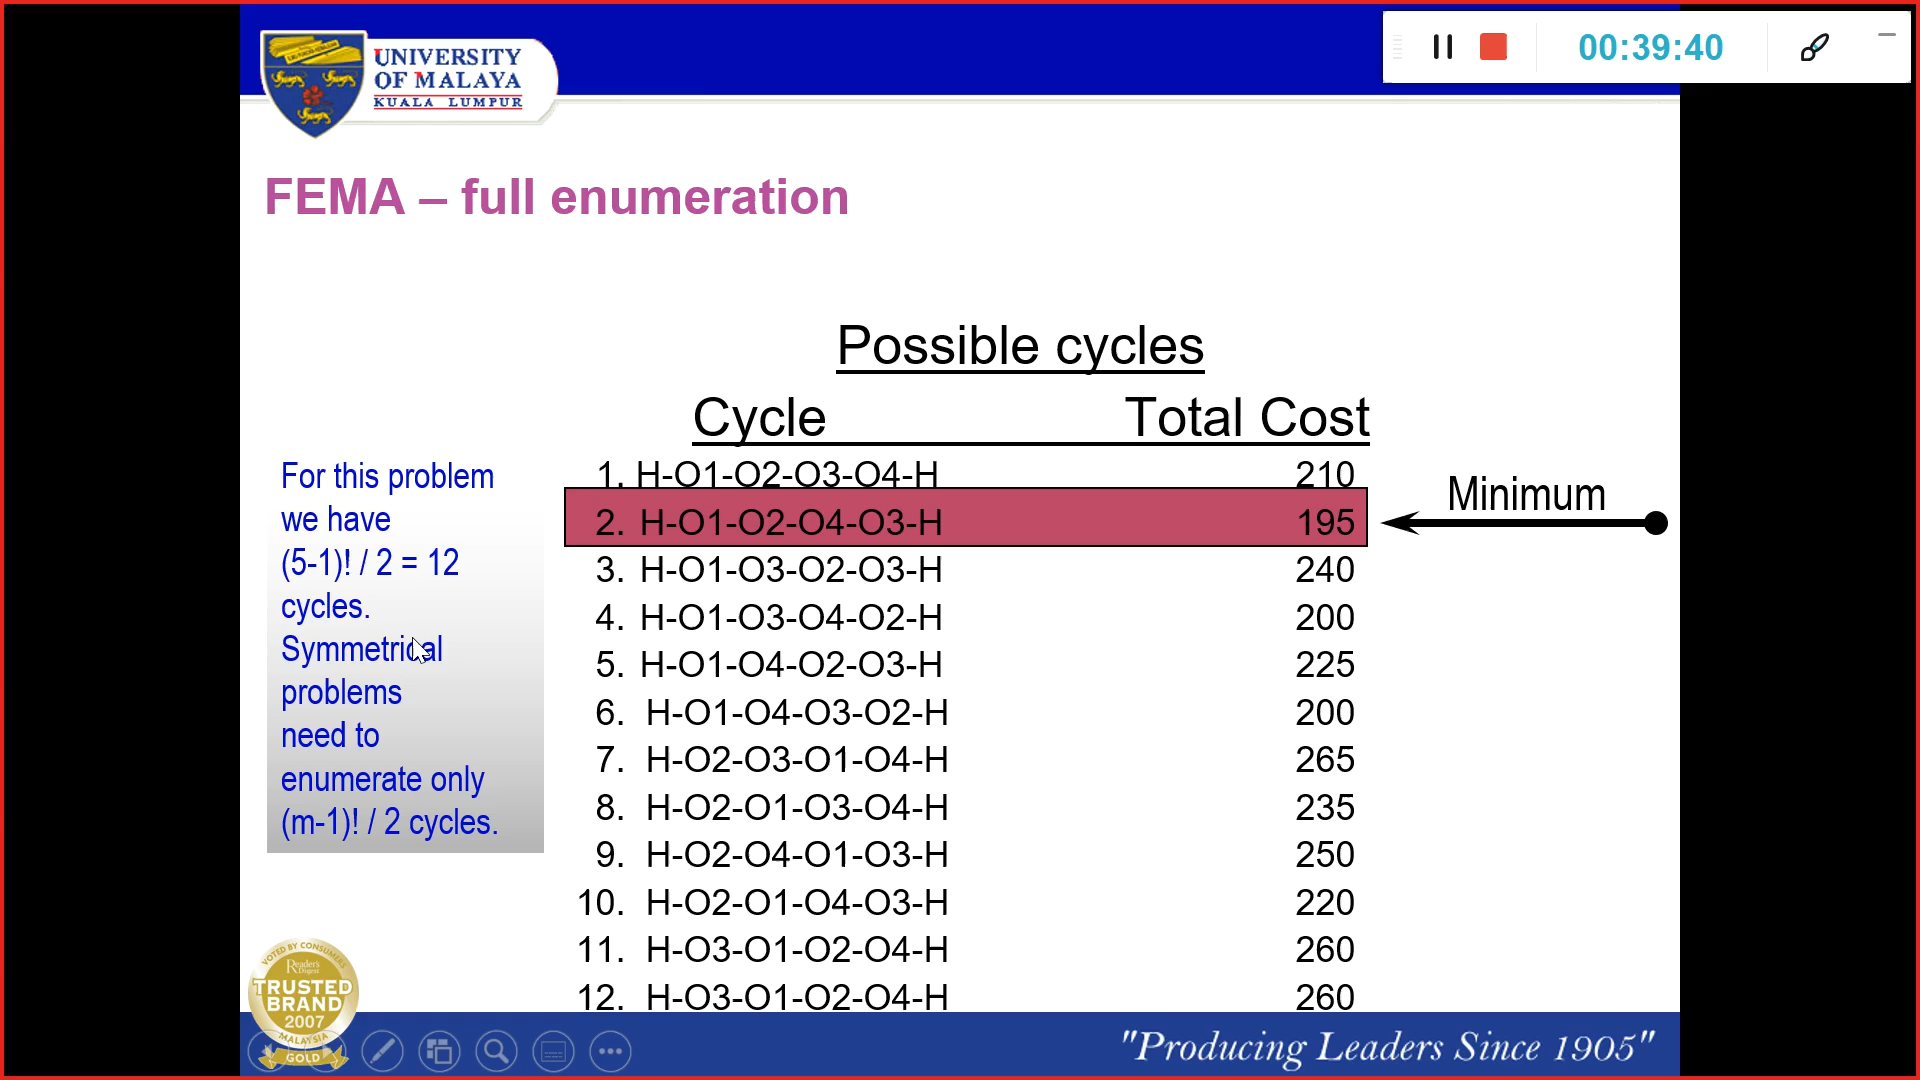 UNIVERSITY
OF MALAYA
KUALA LUMPUR
00:39:40
FEMA – full enumeration
Possible cycles
Cycle Total Cost
For this problem
we have
(5-1)! / 2 = 12
cycles.
Symmetrical
problems
need to
enumerate only
(m-1)! / 2 cycles.
1. H-O1-O2-O3-O4-H 210
2. H-O1-O2-O4-O3-H 195
3. H-O1-O3-O2-O3-H 240
4. H-O1-O3-O4-O2-H 200
5. H-O1-O4-O2-O3-H 225
6. H-O1-O4-O3-O2-H 200
7. H-O2-O3-O1-O4-H 265
8. H-O2-O1-O3-O4-H 235
9. H-O2-O4-O1-O3-H 250
10. H-O2-O1-O4-O3-H 220
11. H-O3-O1-O2-O4-H 260
12. H-O3-O1-O2-O4-H 260
Minimum
VOTED BY CONSUMERS
Reader's
Digest
TRUSTED
BRAND
2007
MALAYSIA
GOLD
"Producing Leaders Since 1905"